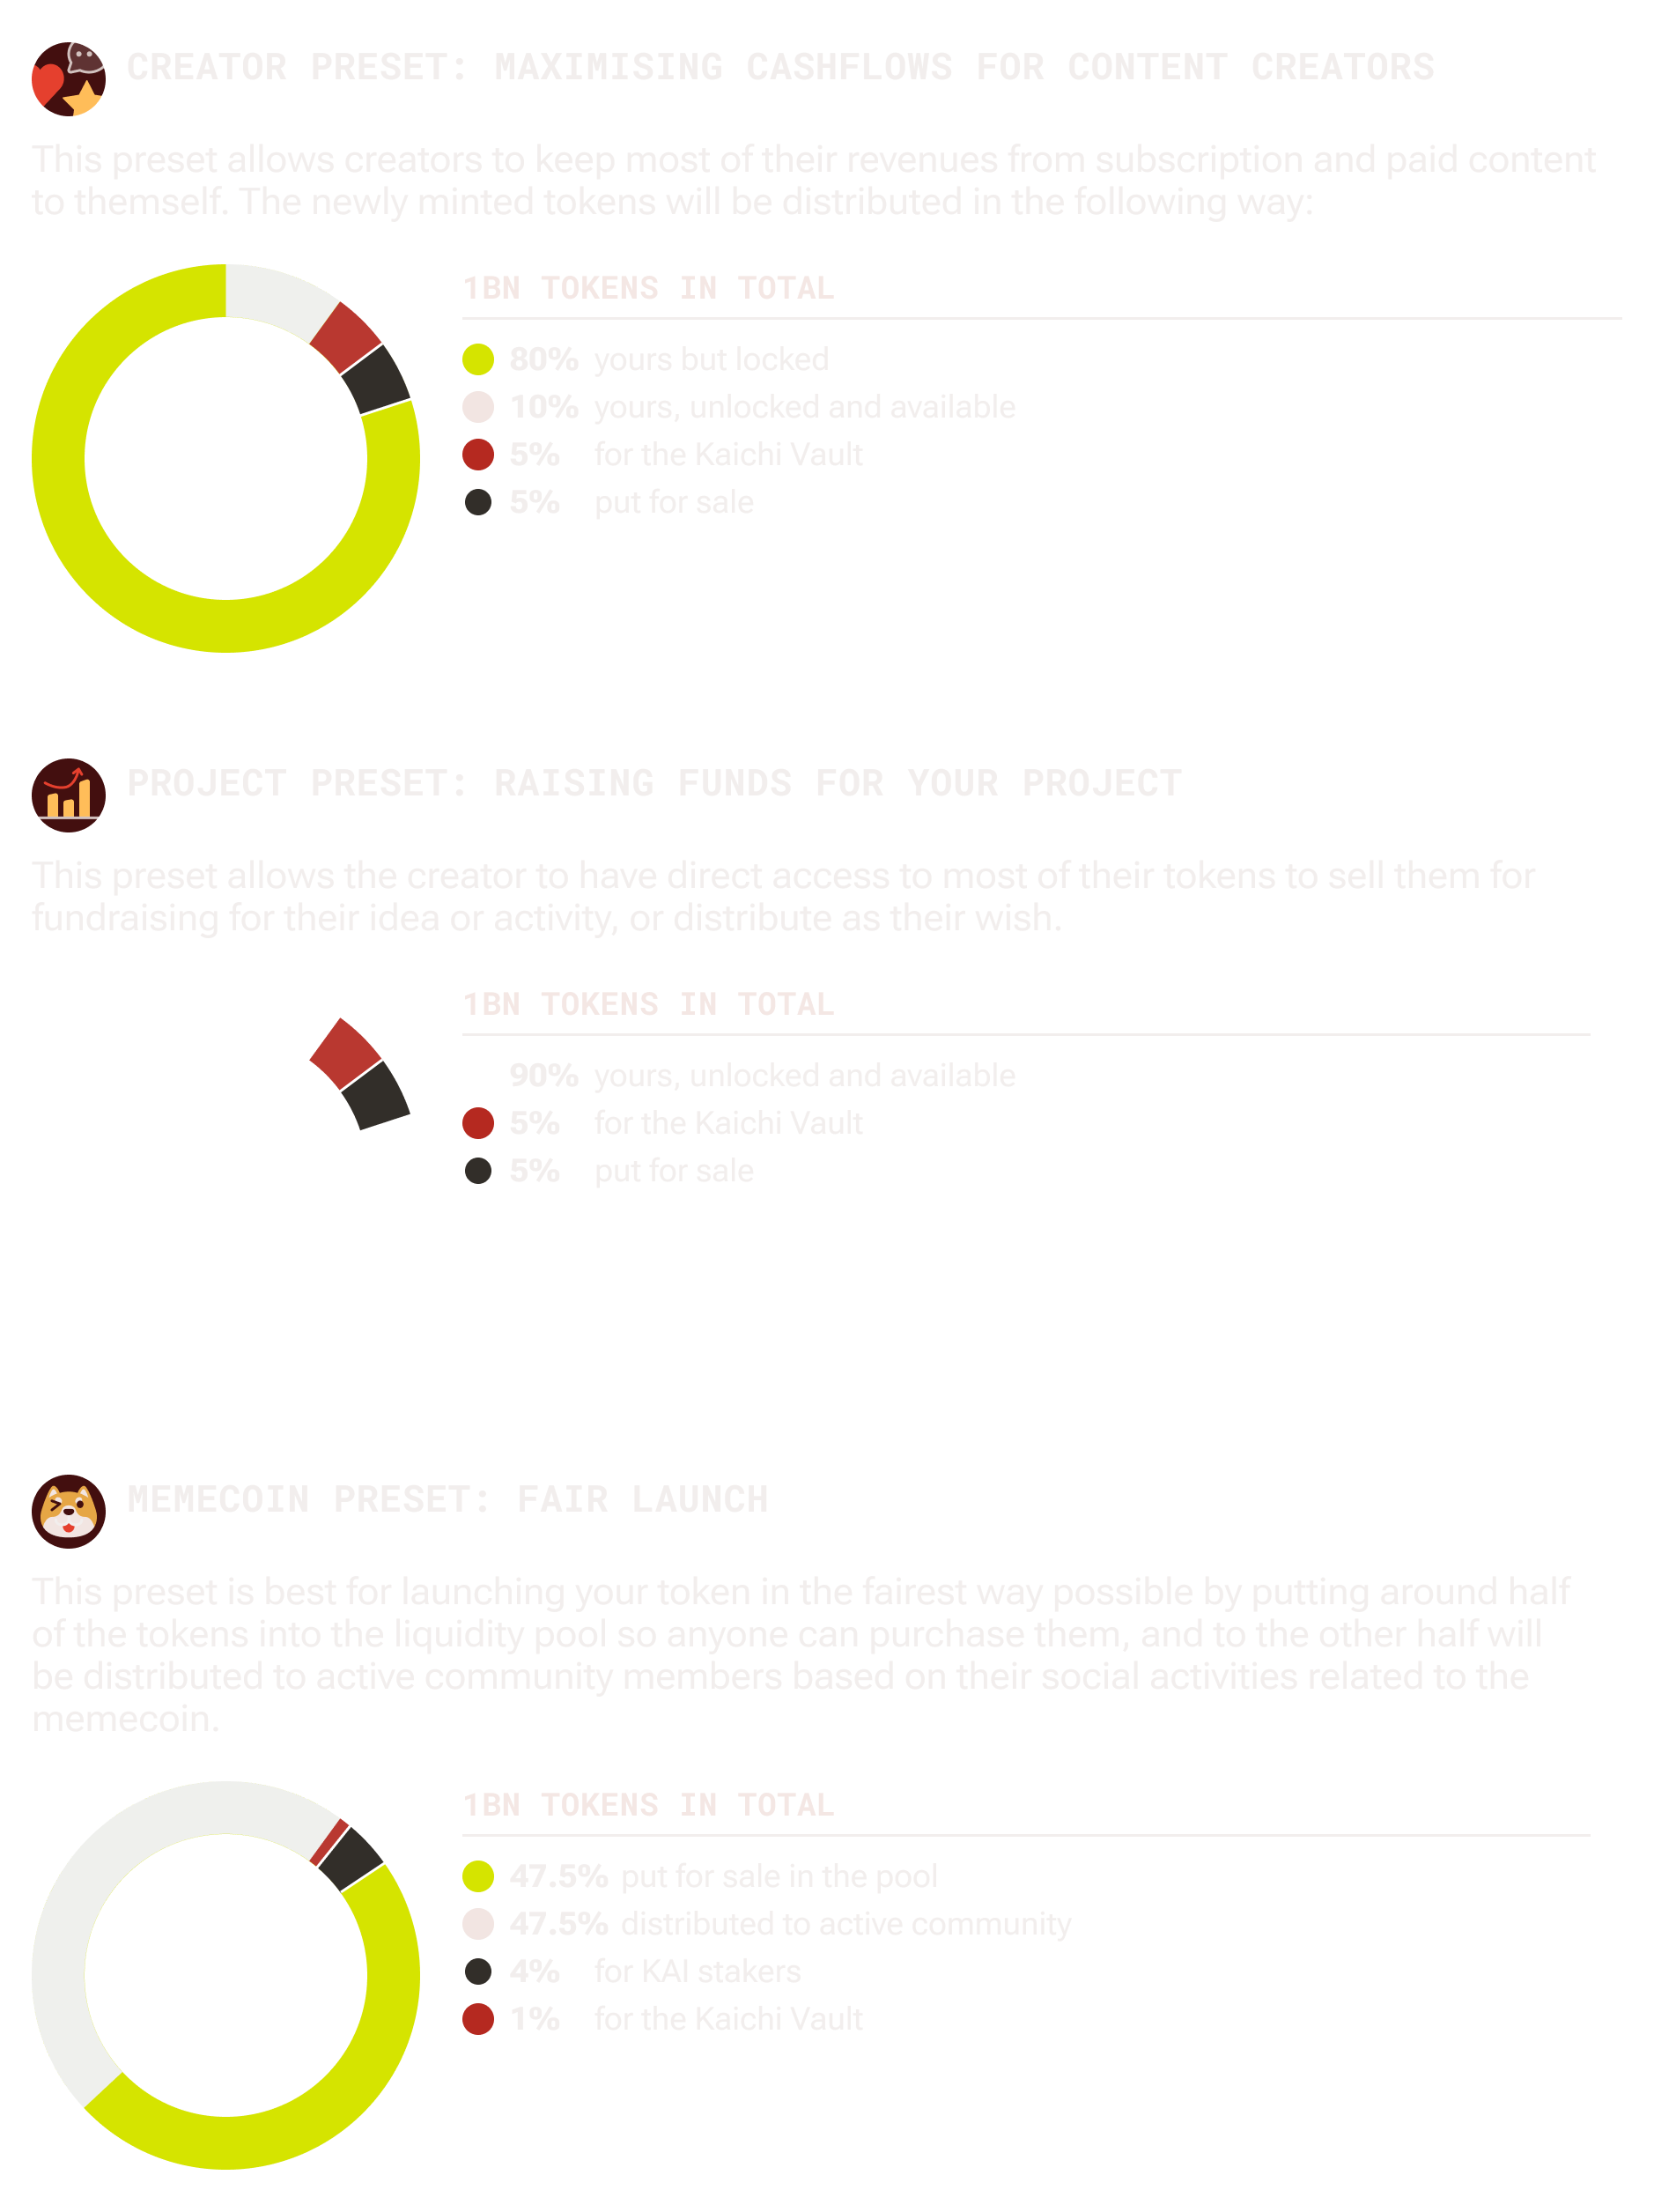 CREATOR PRESET: MAXIMISING CASHFLOWS FOR CONTENT CREATORS
This preset allows creators to keep most of their revenues from subscription and paid content
to themself. The newly minted tokens will be distributed in the following way:
1BN TOKENS IN TOTAL
80% yours but locked
10% yours, unlocked and available
5% for the Kaichi Vault
5% put for sale
PROJECT PRESET: RAISING FUNDS FOR YOUR PROJECT
This preset allows the creator to have direct access to most of their tokens to sell them for
fundraising for their idea or activity, or distribute as their wish.
1BN TOKENS IN TOTAL
90% yours, unlocked and available
5% for the Kaichi Vault
5% put for sale
MEMECOIN PRESET: FAIR LAUNCH
This preset is best for launching your token in the fairest way possible by putting around half
of the tokens into the liquidity pool so anyone can purchase them, and to the other half will
be distributed to active community members based on their social activities related to the
memecoin.
1BN TOKENS IN TOTAL
47.5% put for sale in the pool
47.5% distributed to active community
4% for KAI stakers
1% for the Kaichi Vault